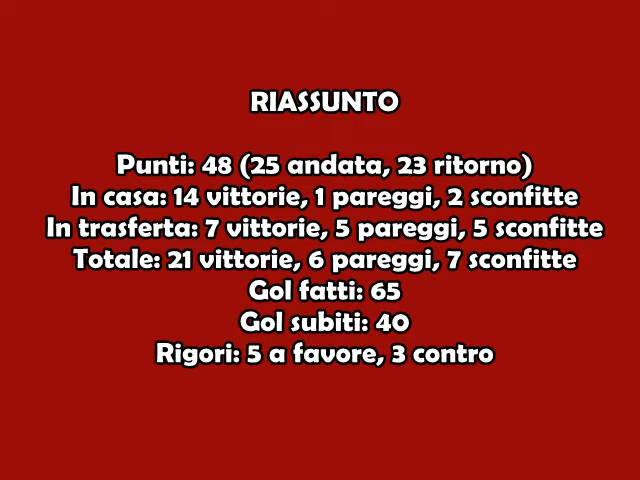 RIASSUNTO
Punti: 48 (25 andata, 23 ritorno)
In casa: 14 vittorie, 1 pareggi, 2 sconfitte
In trasferta: 7 vittorie, 5 pareggi, 5 sconfitte
Totale: 21 vittorie, 6 pareggi, 7 sconfitte
Gol fatti: 65
Gol subiti: 40
Rigori: 5 a favore, 3 contro